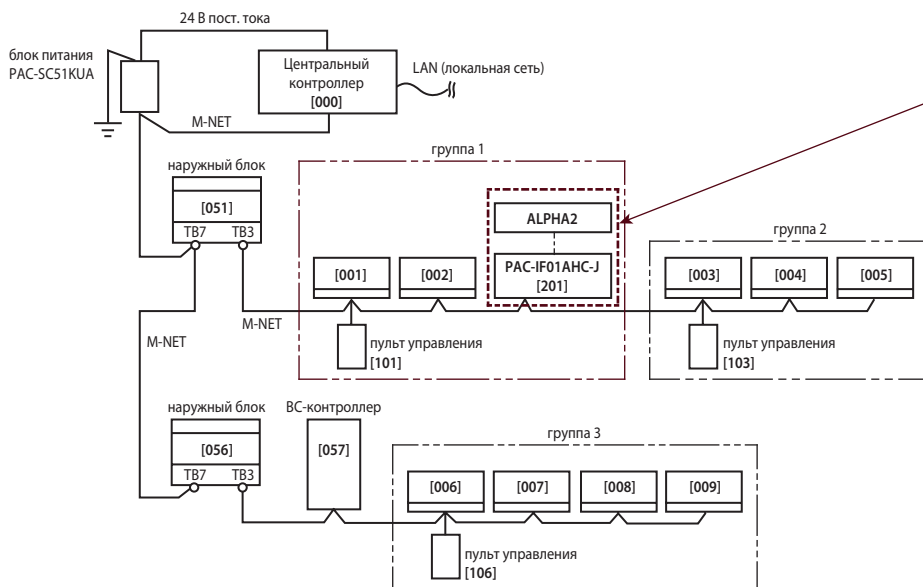 24 В пост. тока
блок питания
PAC-SC51KUA
Центральный
контроллер
[000]
LAN (локальная сеть)
M-NET
группа 1
наружный блок
[051]
TB7 TB3
ALPHA2
PAC-IF01AHC-J
[201]
группа 2
[001] [002]
[003] [004] [005]
M-NET
M-NET
пульт управления
[101]
пульт управления
[103]
наружный блок
[056]
TB7 TB3
BC-контроллер
[057]
группа 3
[006] [007] [008] [009]
пульт управления
[106]